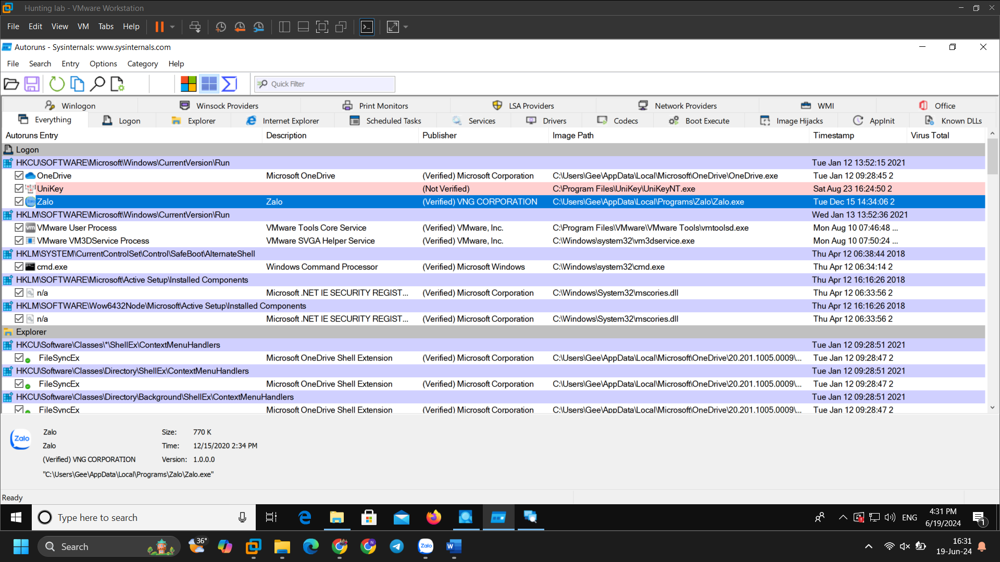 Hunting lab - VMware Workstation
File Edit View VM Tabs Help
Autoruns - Sysinternals: www.sysinternals.com
File Search Entry Options Category Help
Quick Filter
Winlogon Winsock Providers Print Monitors LSA Providers Network Providers WMI Office
Everything Logon Explorer Internet Explorer Scheduled Tasks Services Drivers Codecs Boot Execute Image Hijacks AppInit Known DLLs
Autoruns Entry Description Publisher Image Path Timestamp Virus Total
Logon
HKCU\SOFTWARE\Microsoft\Windows\CurrentVersion\Run Tue Jan 12 13:52:15 2021
OneDrive Microsoft OneDrive (Verified) Microsoft Corporation C:\Users\Gee\AppData\Local\Microsoft\OneDrive\OneDrive.exe Tue Jan 12 09:28:45 2
UniKey (Not Verified) C:\Program Files\UniKey\UniKeyNT.exe Sat Aug 23 16:24:50 2
Zalo Zalo (Verified) VNG CORPORATION C:\Users\Gee\AppData\Local\Programs\Zalo\Zalo.exe Tue Dec 15 14:34:06 2
HKLM\SOFTWARE\Microsoft\Windows\CurrentVersion\Run Wed Jan 13 13:52:36 2021
VMware User Process VMware Tools Core Service (Verified) VMware, Inc. C:\Program Files\VMware\VMware Tools\vmtoolsd.exe Mon Aug 10 07:46:48 ...
VMware VM3DService Process VMware SVGA Helper Service (Verified) VMware, Inc. C:\Windows\system32\vm3dservice.exe Mon Aug 10 07:50:24 ...
HKLM\SYSTEM\CurrentControlSet\Control\SafeBoot\AlternateShell Thu Apr 12 06:38:44 2018
cmd.exe Windows Command Processor (Verified) Microsoft Windows C:\Windows\system32\cmd.exe Thu Apr 12 06:34:14 2
HKLM\SOFTWARE\Microsoft\Active Setup\Installed Components Thu Apr 12 16:16:26 2018
n/a Microsoft .NET IE SECURITY REGIST... (Verified) Microsoft Corporation C:\Windows\System32\mscories.dll Thu Apr 12 06:33:56 2
HKLM\SOFTWARE\Wow6432Node\Microsoft\Active Setup\Installed Components Thu Apr 12 16:16:26 2018
n/a Microsoft .NET IE SECURITY REGIST... (Verified) Microsoft Corporation C:\Windows\System32\mscories.dll Thu Apr 12 06:33:56 2
Explorer
HKCU\Software\Classes\*\ShellEx\ContextMenuHandlers Tue Jan 12 09:28:51 2021
FileSyncEx Microsoft OneDrive Shell Extension (Verified) Microsoft Corporation C:\Users\Gee\AppData\Local\Microsoft\OneDrive\20.201.1005.0009\... Tue Jan 12 09:28:47 2
HKCU\Software\Classes\Directory\ShellEx\ContextMenuHandlers Tue Jan 12 09:28:51 2021
FileSyncEx Microsoft OneDrive Shell Extension (Verified) Microsoft Corporation C:\Users\Gee\AppData\Local\Microsoft\OneDrive\20.201.1005.0009\... Tue Jan 12 09:28:47 2
HKCU\Software\Classes\Directory\Background\ShellEx\ContextMenuHandlers Tue Jan 12 09:28:51 2021
FileSyncEx Microsoft OneDrive Shell Extension (Verified) Microsoft Corporation C:\Users\Gee\AppData\Local\Microsoft\OneDrive\20.201.1005.0009\... Tue Jan 12 09:28:47 2
Zalo
Zalo Size: 770 K
Zalo Time: 12/15/2020 2:34 PM
(Verified) VNG CORPORATION Version: 1.0.0.0
"C:\Users\Gee\AppData\Local\Programs\Zalo\Zalo.exe"
Ready
Type here to search ENG 4:31 PM
6/19/2024 1
Search 36° N Zalo W 16:31
19-Jun-24